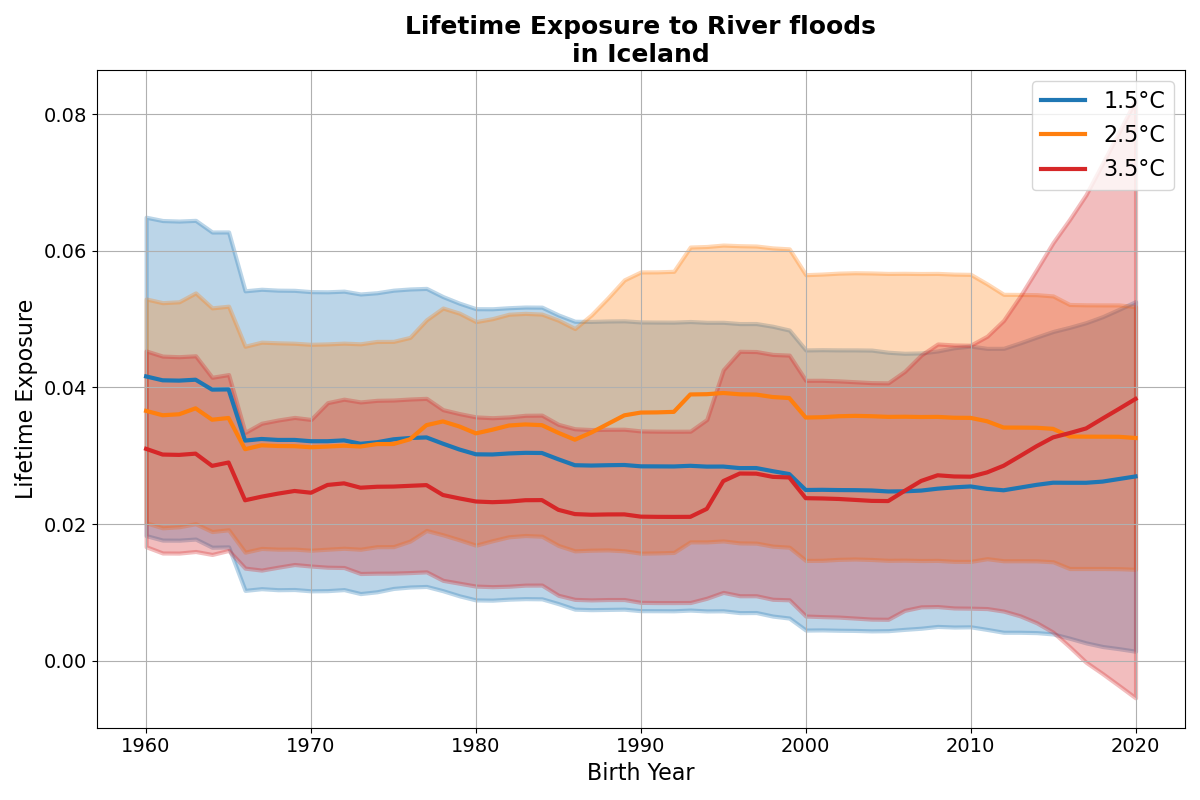 Lifetime Exposure to River floods
in Iceland
1.5°C
2.5°C
3.5°C
Lifetime Exposure
0.08
0.06
0.04
0.02
0.00
1960 1970 1980 1990 2000 2010 2020
Birth Year